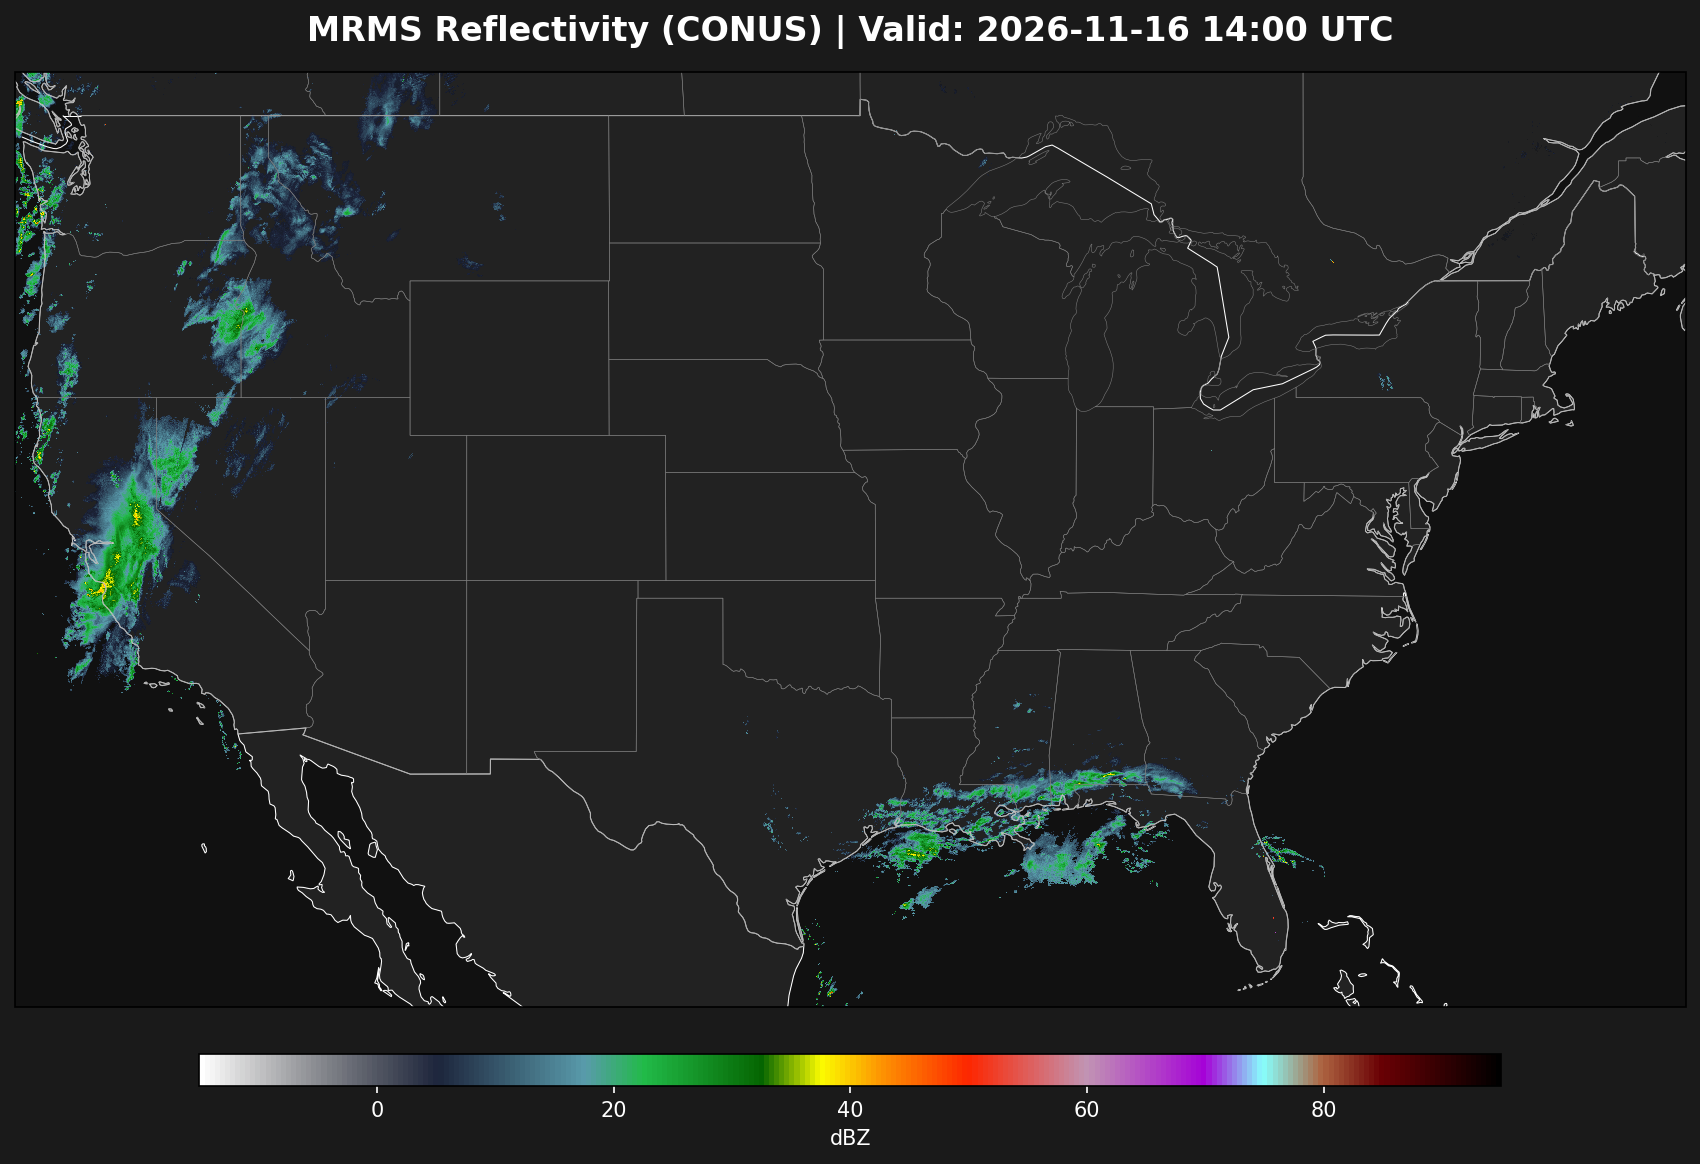 MRMS Reflectivity (CONUS) | Valid: 2026-11-16 14:00 UTC
0 20 40 60 80
dBZ